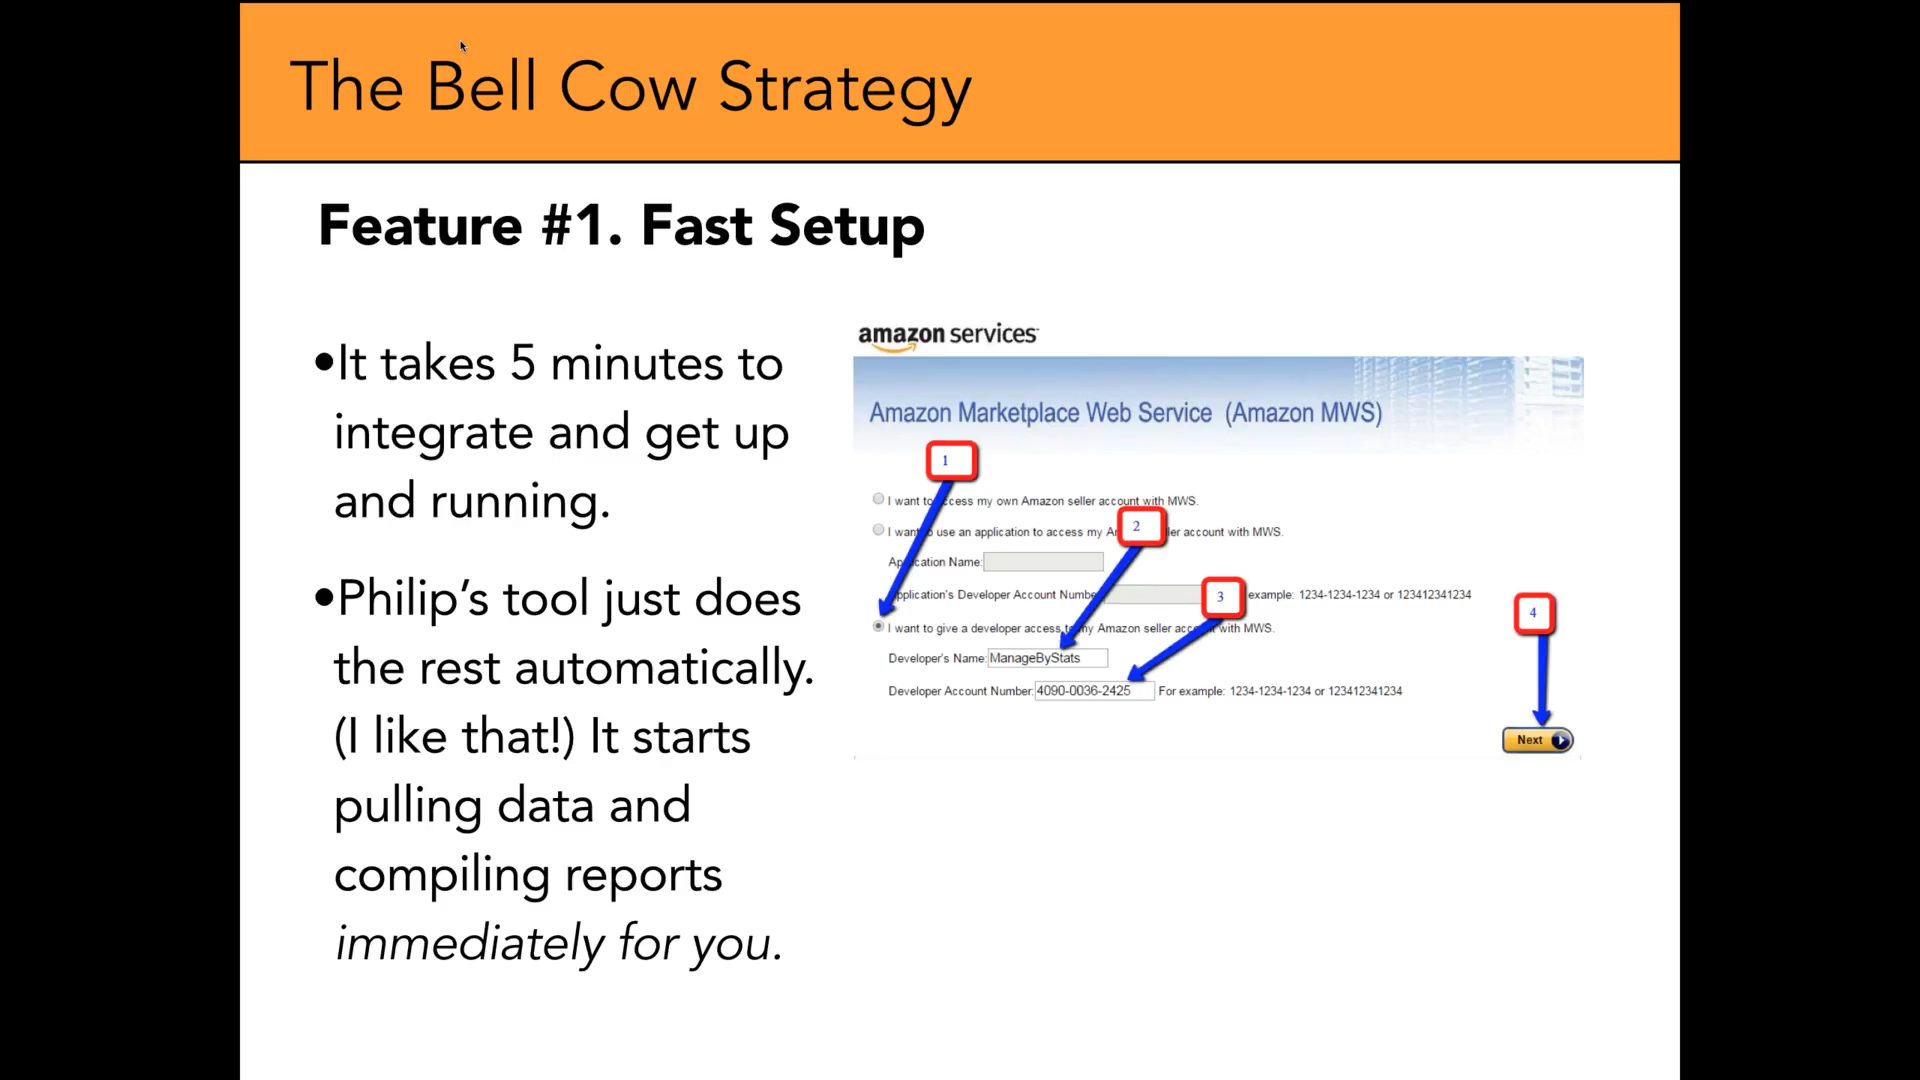 The Bell Cow Strategy
Feature #1. Fast Setup
•It takes 5 minutes to
integrate and get up
and running.
•Philip's tool just does
the rest automatically.
(I like that!) It starts
pulling data and
compiling reports
immediately for you.
amazon services
Amazon Marketplace Web Service (Amazon MWS)
1
I want to access my own Amazon seller account with MWS.
2
I want to use an application to access my Amazon seller account with MWS.
Application Name:
3
Application's Developer Account Number example: 1234-1234-1234 or 123412341234
4
I want to give a developer access to my Amazon seller account with MWS.
Developer's Name: ManageByStats
Developer Account Number: 4090-0036-2425 For example: 1234-1234-1234 or 123412341234
Next